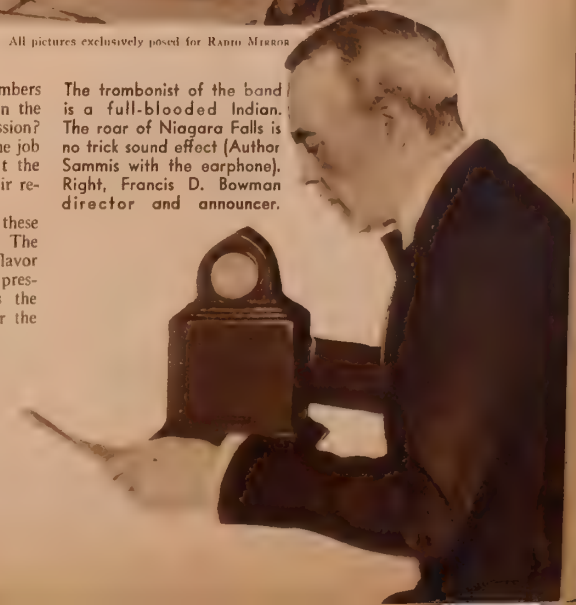 All pictures exclusively posed for RADIO MIRROR
mbers
n the
ssion?
e job
t the
ir re-
these
The
lavor
pres-
s the
r the
The trombonist of the band
is a full-blooded Indian.
The roar of Niagara Falls is
no trick sound effect (Author
Sammis with the earphone).
Right, Francis D. Bowman
director and announcer.